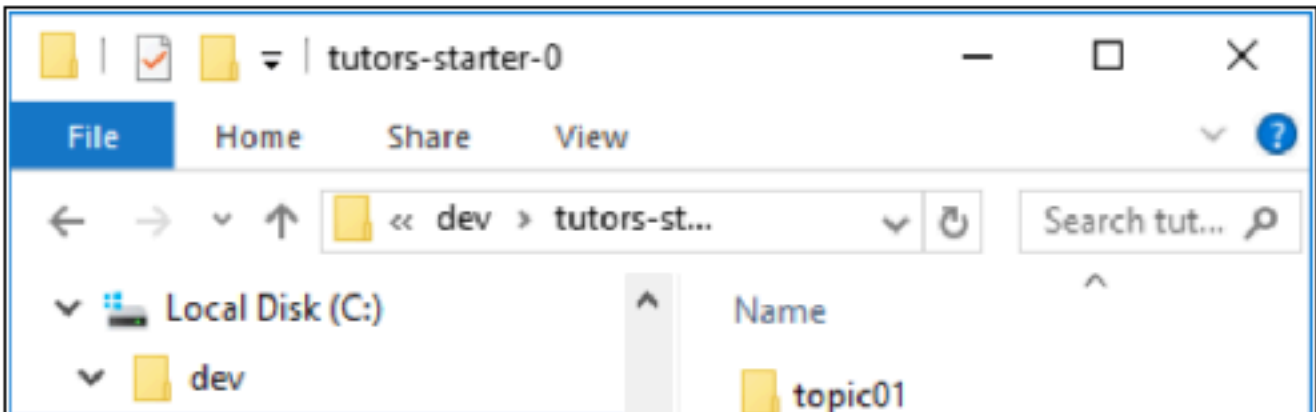 tutors-starter-0
File Home Share View
« dev > tutors-st... Search tut...
Local Disk (C:) Name
dev topic01